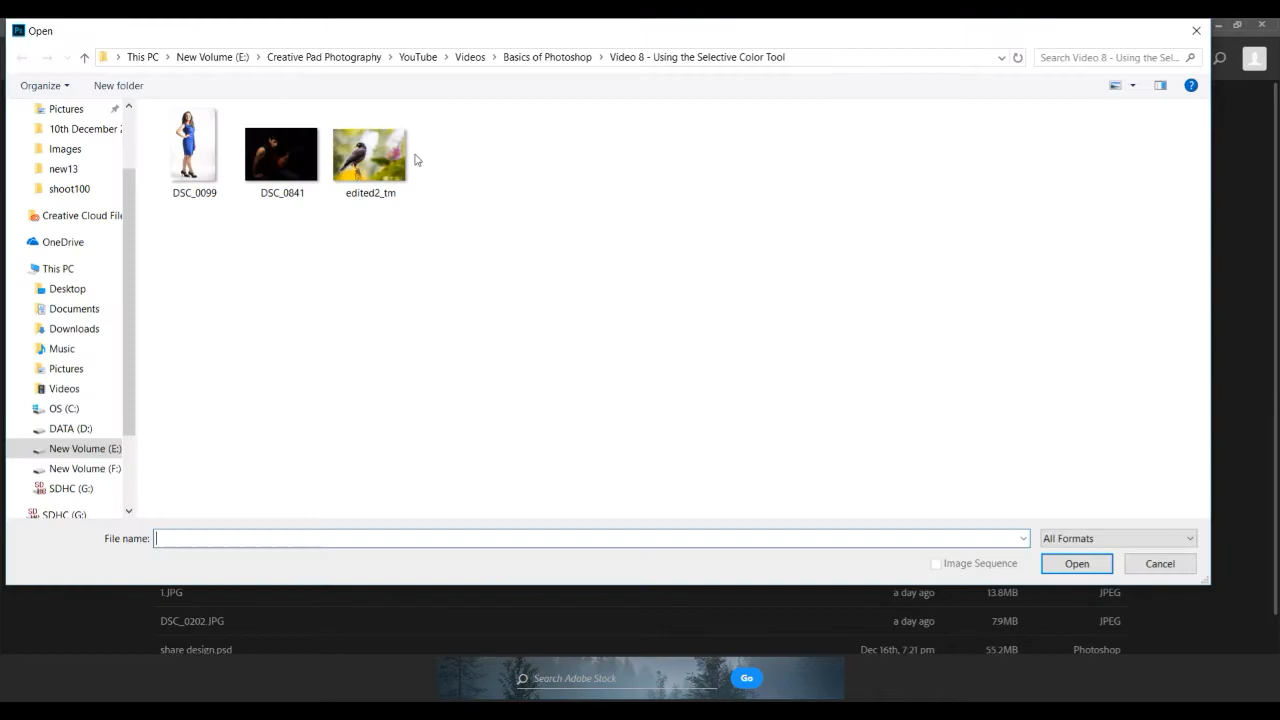 Ps Open
This PC > New Volume (E:) > Creative Pad Photography > YouTube > Videos > Basics of Photoshop > Video 8 - Using the Selective Color Tool
Search Video 8 - Using the Sel...
Organize
New folder
Pictures
10th December 2
Images
new13
shoot100
Creative Cloud File
OneDrive
This PC
Desktop
Documents
Downloads
Music
Pictures
Videos
OS (C:)
DATA (D:)
New Volume (E:)
New Volume (F:)
SDHC (G:)
SDHC (G:)
DSC_0099
DSC_0841
edited2_tm
File name:
All Formats
Image Sequence
Open
Cancel
1.JPG a day ago 13.8MB JPEG
DSC_0202.JPG a day ago 7.9MB JPEG
share design.psd Dec 16th, 7:21 pm 55.2MB Photoshop
Search Adobe Stock
Go